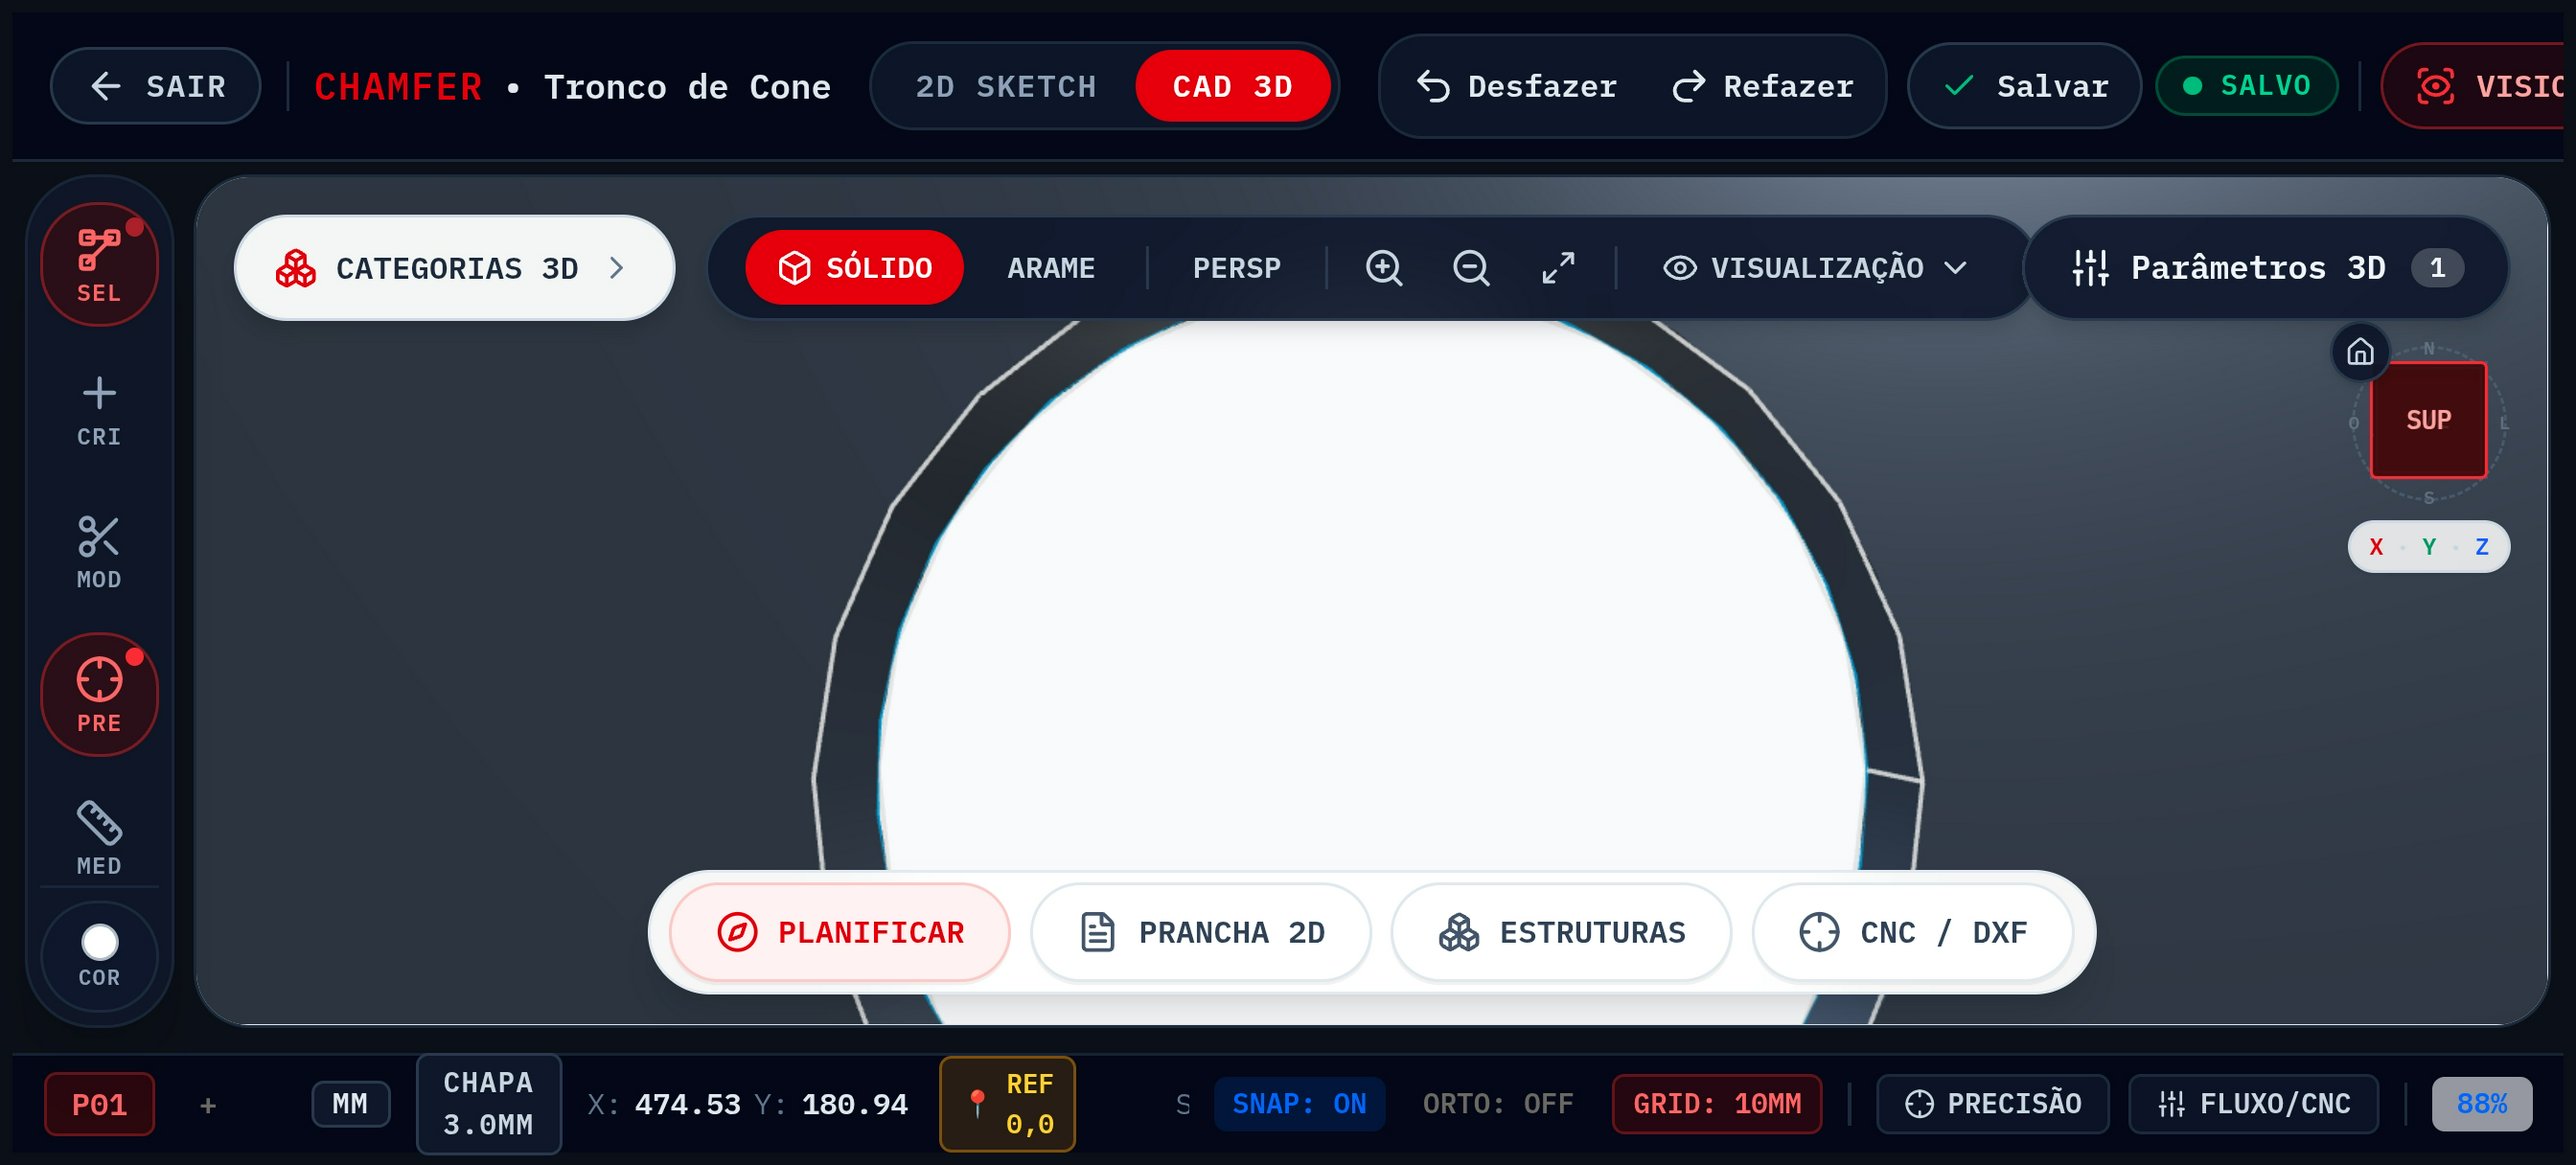 SAIR
CHAMFER • Tronco de Cone
2D SKETCH
CAD 3D
Desfazer
Refazer
Salvar
SALVO
SEL
CRI
MOD
PRE
MED
COR
CATEGORIAS 3D
SÓLIDO
ARAME
PERSP
VISUALIZAÇÃO
Parâmetros 3D 1
N
O
SUP
L
S
X · Y · Z
PLANIFICAR
PRANCHA 2D
ESTRUTURAS
CNC / DXF
P01
+
MM
CHAPA
3.0MM
X: 474.53 Y: 180.94
REF
0,0
SNAP: ON
ORTO: OFF
GRID: 10MM
PRECISÃO
FLUXO/CNC
88%